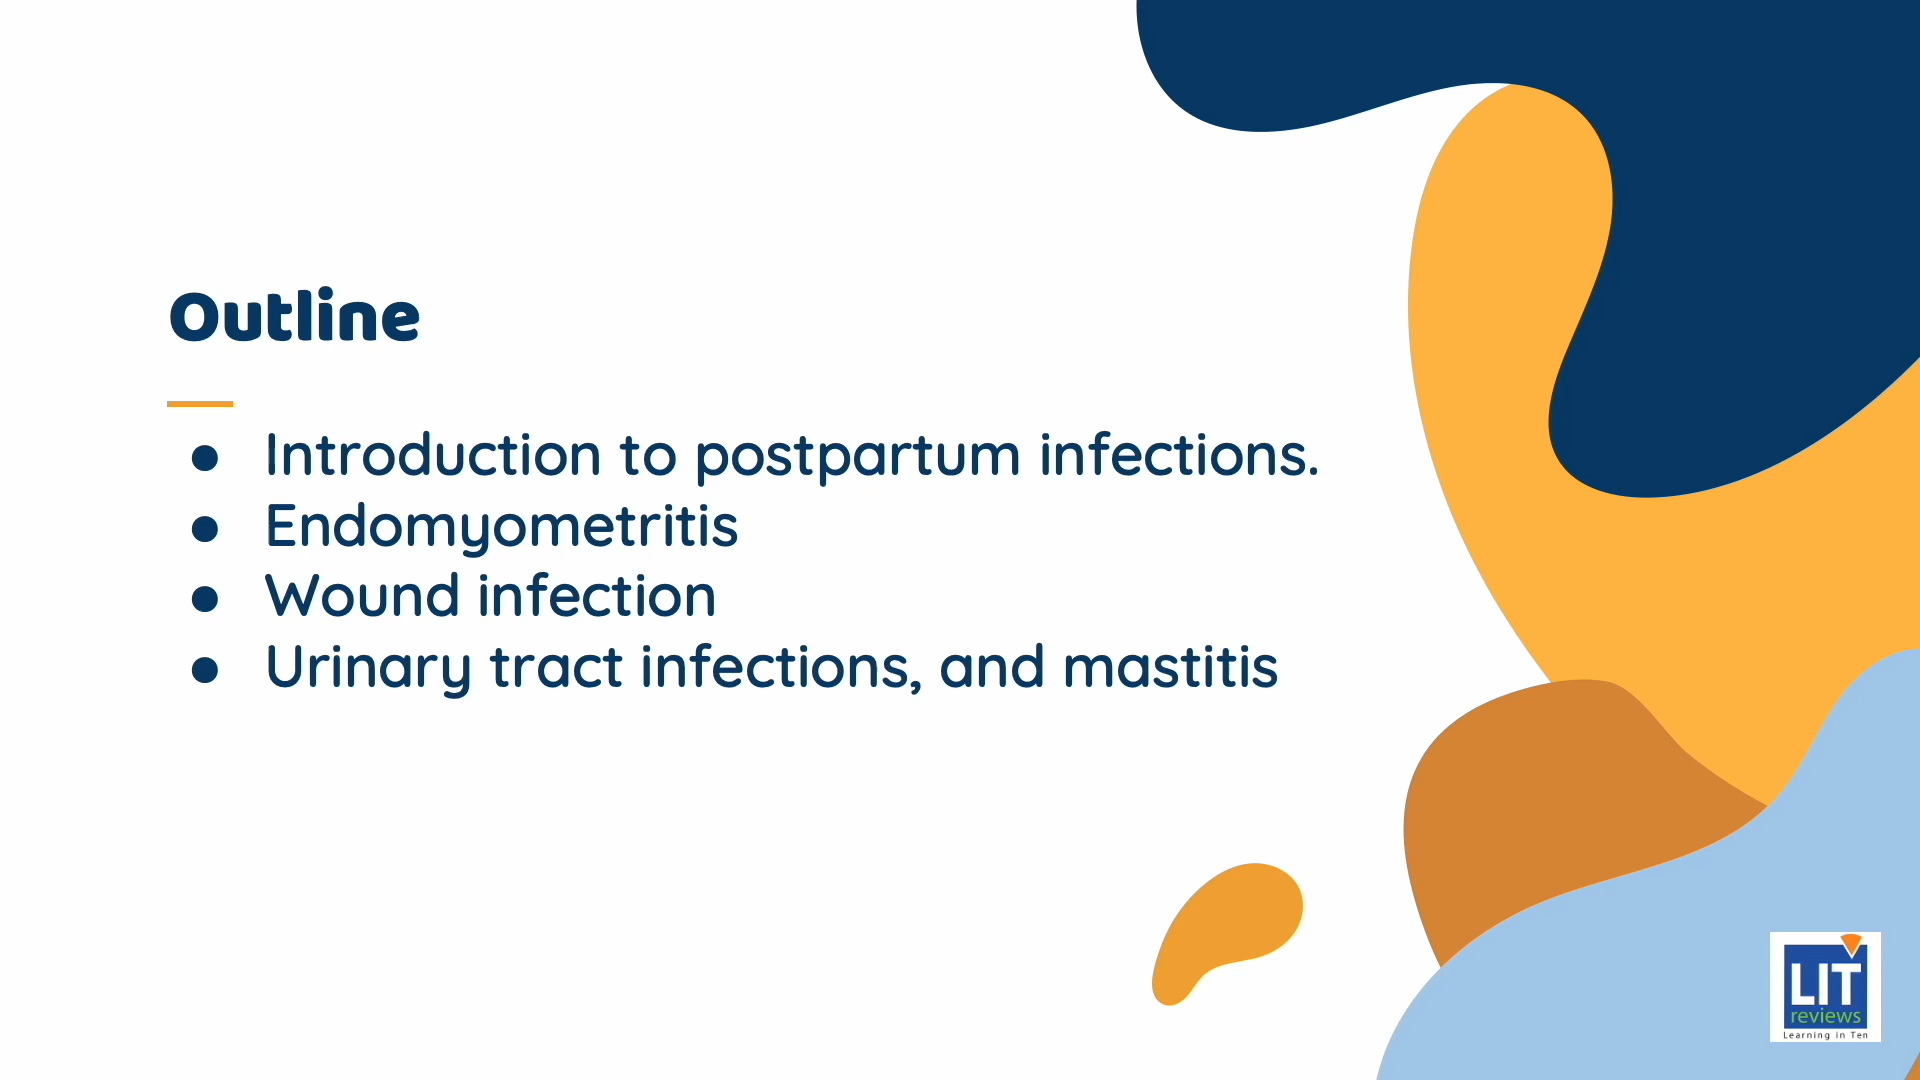 Outline
● Introduction to postpartum infections.
● Endomyometritis
● Wound infection
● Urinary tract infections, and mastitis
LIT
reviews
Learning in Ten